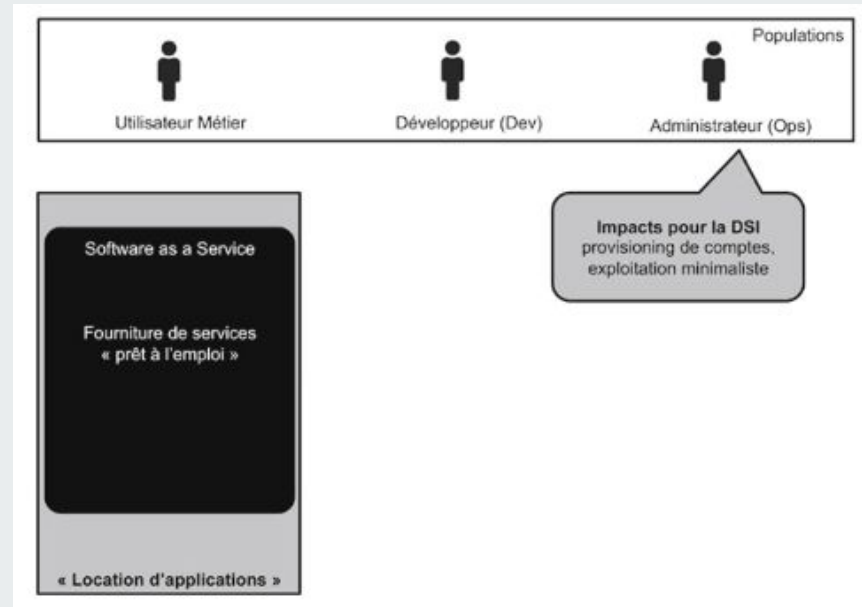 Populations
Utilisateur Métier
Développeur (Dev)
Administrateur (Ops)
Impacts pour la DSI
provisioning de comptes,
exploitation minimaliste
Software as a Service
Fourniture de services
« prêt à l'emploi »
« Location d'applications »